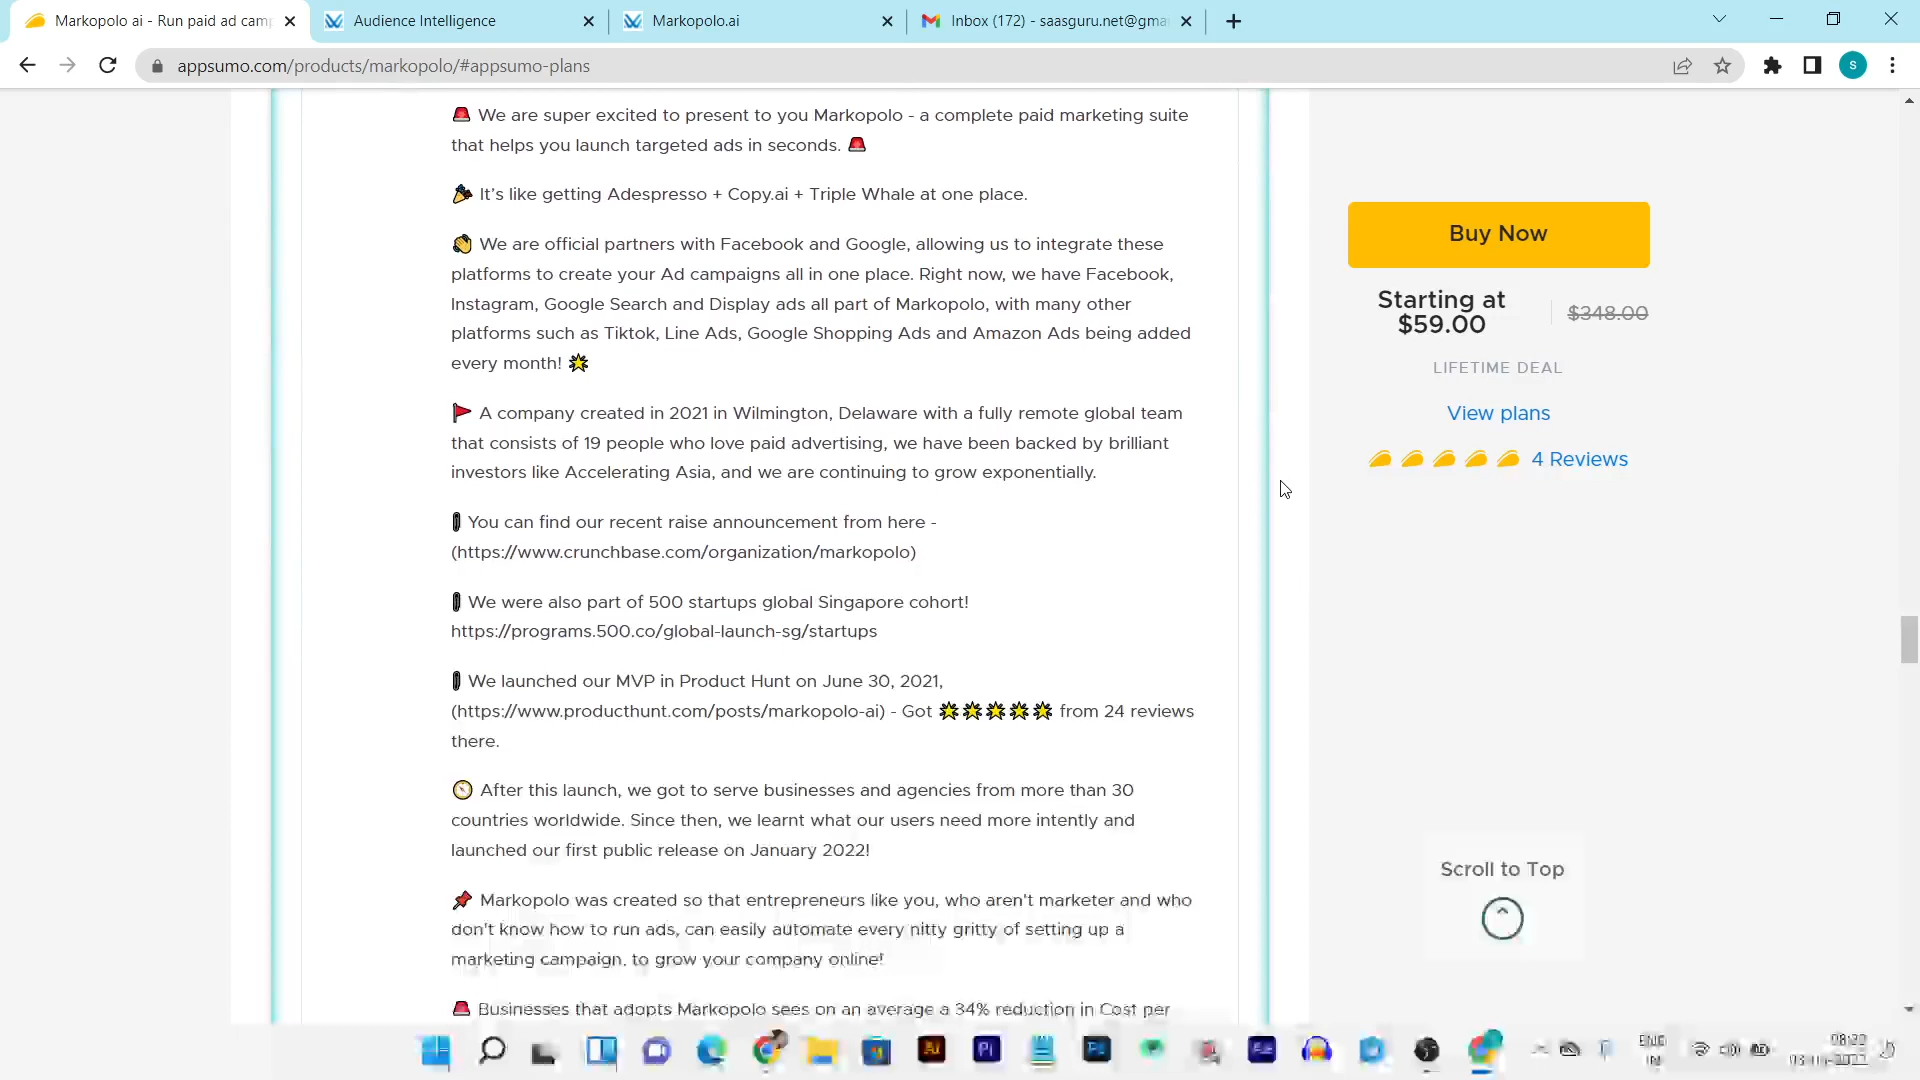 Markopolo ai - Run paid ad camp
Audience Intelligence
Markopolo.ai
Inbox (172) - saasguru.net@gma
appsumo.com/products/markopolo/#appsumo-plans
S
We are super excited to present to you Markopolo - a complete paid marketing suite
that helps you launch targeted ads in seconds.
It’s like getting Adespresso + Copy.ai + Triple Whale at one place.
We are official partners with Facebook and Google, allowing us to integrate these
platforms to create your Ad campaigns all in one place. Right now, we have Facebook,
Instagram, Google Search and Display ads all part of Markopolo, with many other
platforms such as Tiktok, Line Ads, Google Shopping Ads and Amazon Ads being added
every month!
A company created in 2021 in Wilmington, Delaware with a fully remote global team
that consists of 19 people who love paid advertising, we have been backed by brilliant
investors like Accelerating Asia, and we are continuing to grow exponentially.
You can find our recent raise announcement from here -
(https://www.crunchbase.com/organization/markopolo)
We were also part of 500 startups global Singapore cohort!
https://programs.500.co/global-launch-sg/startups
We launched our MVP in Product Hunt on June 30, 2021,
(https://www.producthunt.com/posts/markopolo-ai) - Got from 24 reviews
there.
After this launch, we got to serve businesses and agencies from more than 30
countries worldwide. Since then, we learnt what our users need more intently and
launched our first public release on January 2022!
Markopolo was created so that entrepreneurs like you, who aren't marketer and who
don't know how to run ads, can easily automate every nitty gritty of setting up a
marketing campaign, to grow your company online!
Businesses that adopts Markopolo sees on an average a 34% reduction in Cost per
Buy Now
Starting at
$59.00
$348.00
LIFETIME DEAL
View plans
4 Reviews
Scroll to Top
Ai
Pl
Ae
ENG
IN